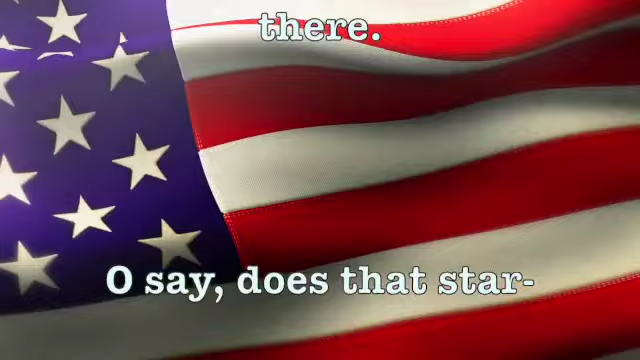 there.
O say, does that star-